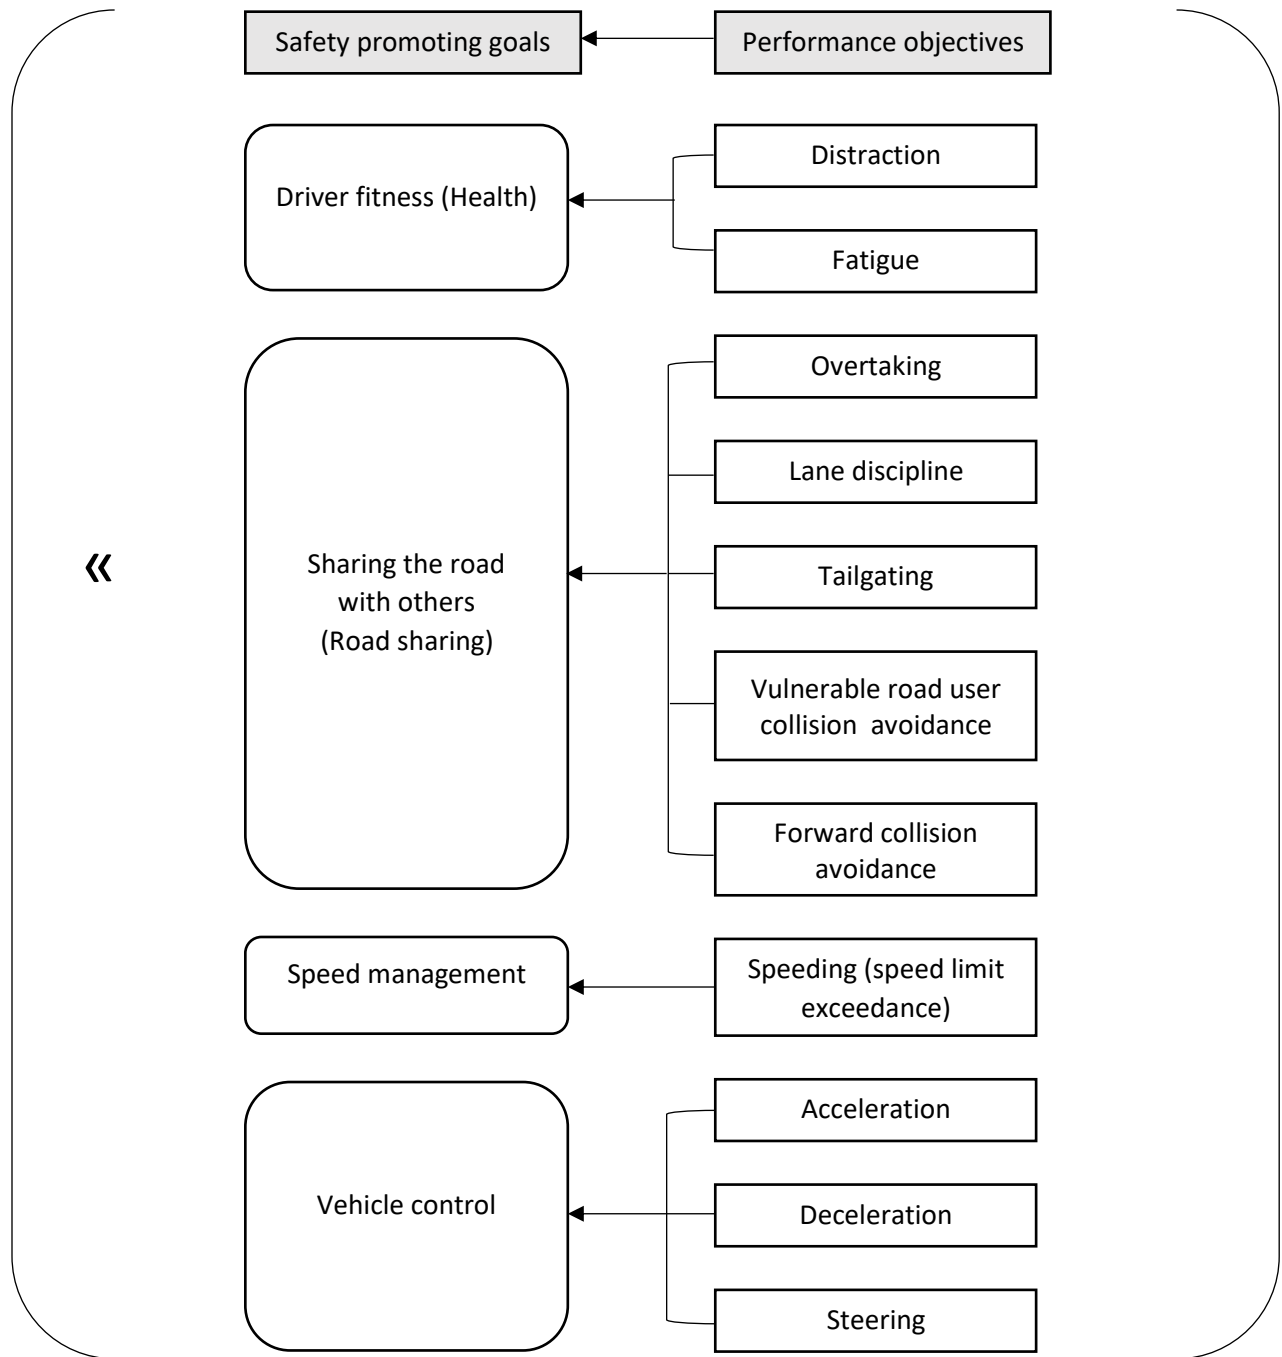 Safety promoting goals
Performance objectives
Driver fitness (Health)
Distraction
Fatigue
«
Sharing the road
with others
(Road sharing)
Overtaking
Lane discipline
Tailgating
Vulnerable road user
collision  avoidance
Forward collision
avoidance
Speed management
Speeding (speed limit
exceedance)
Vehicle control
Acceleration
Deceleration
Steering